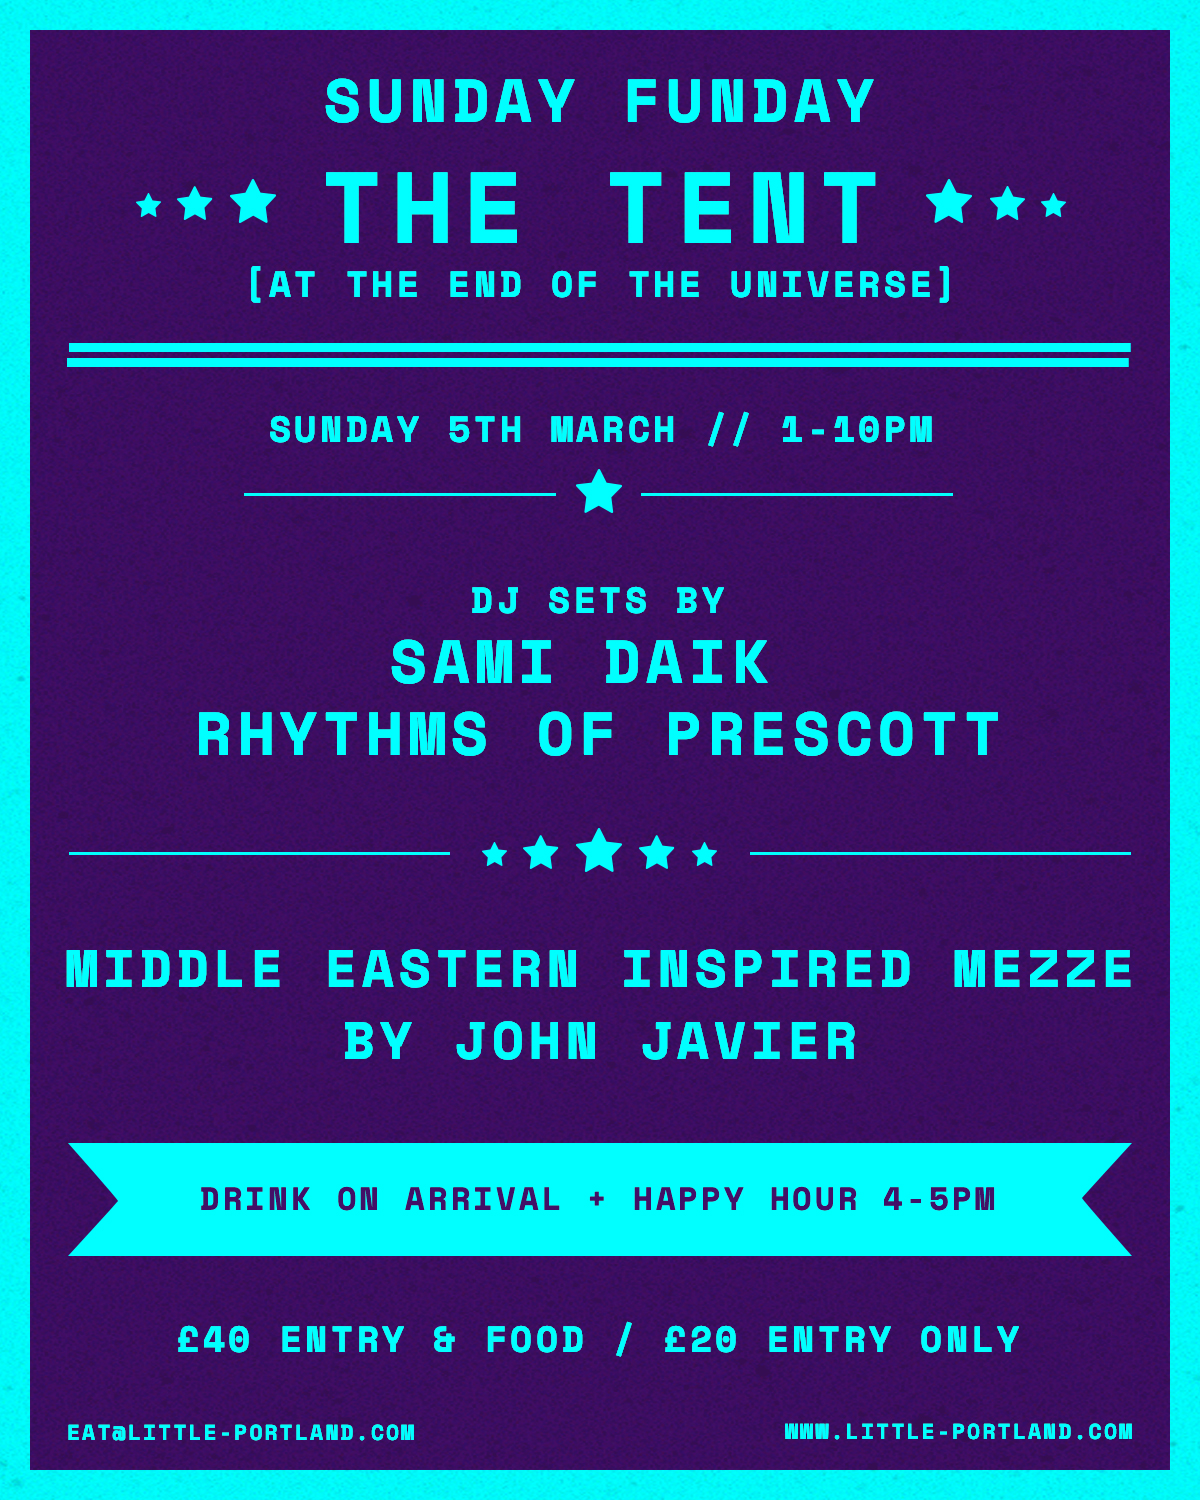 SUNDAY FUNDAY
THE TENT
[AT THE END OF THE UNIVERSE]
SUNDAY 5TH MARCH // 1-10PM
DJ SETS BY
SAMI DAIK
RHYTHMS OF PRESCOTT
MIDDLE EASTERN INSPIRED MEZZE
BY JOHN JAVIER
DRINK ON ARRIVAL + HAPPY HOUR 4-5PM
£40 ENTRY & FOOD / £20 ENTRY ONLY
EAT@LITTLE-PORTLAND.COM
WWW.LITTLE-PORTLAND.COM